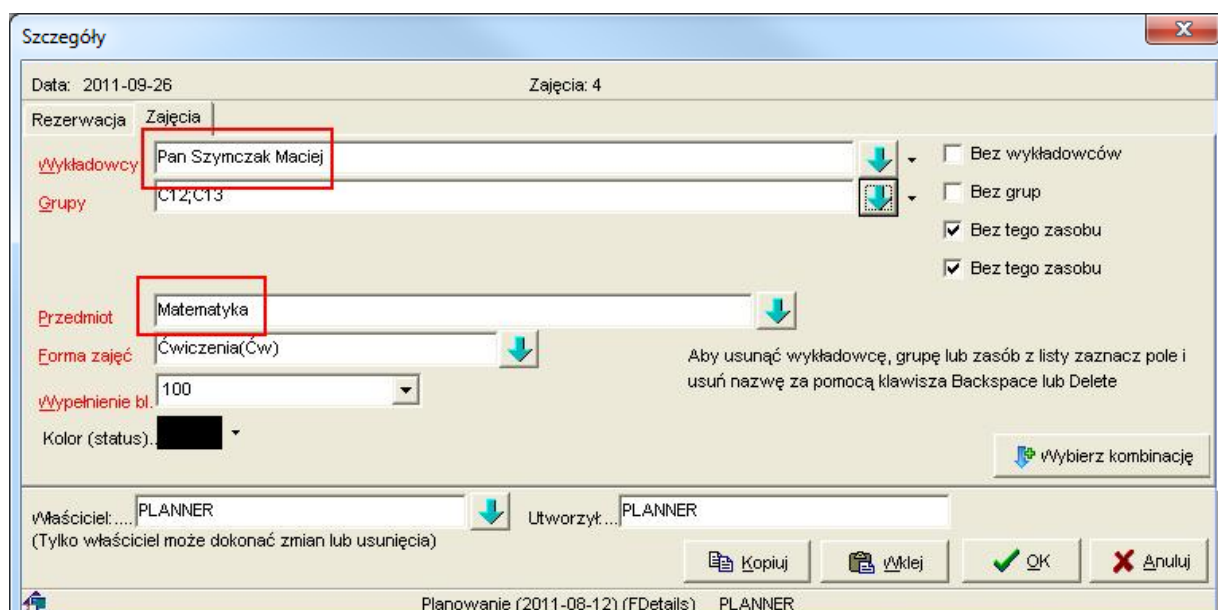 Szczegóły
Data: 2011-09-26 Zajęcia: 4
Rezerwacja Zajęcia
Wykładowcy Pan Szymczak Maciej Bez wykładowców
Grupy C12;C13 Bez grup
Bez tego zasobu
Bez tego zasobu
Przedmiot Matematyka
Forma zajęć Ćwiczenia(Ćw)
Aby usunąć wykładowcę, grupę lub zasób z listy zaznacz pole i
usuń nazwę za pomocą klawisza Backspace lub Delete
Wypełnienie bl. 100
Kolor (status)..
Wybierz kombinację
Właściciel:.... PLANNER Utworzył:... PLANNER
(Tylko właściciel może dokonać zmian lub usunięcia)
Kopiuj Wklej OK Anuluj
Planowanie (2011-08-12) (FDetails) PLANNER